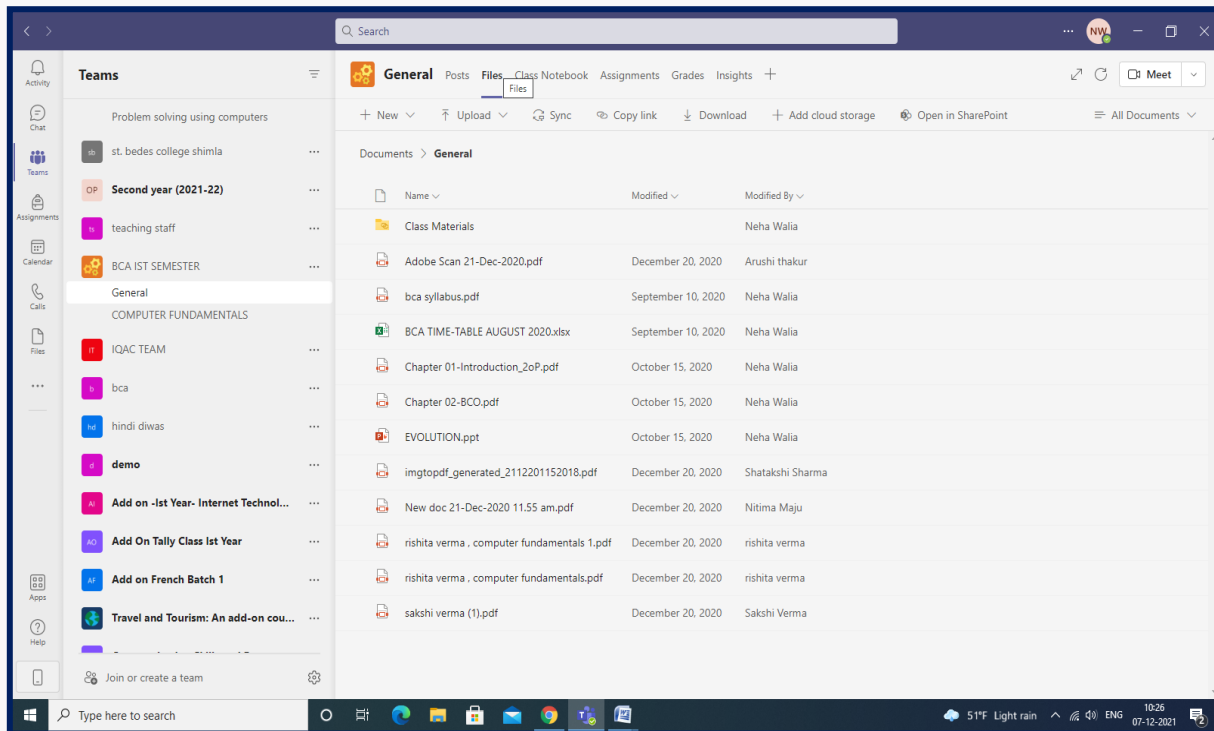 Search
NW
Activity
Chat
Teams
Assignments
Calendar
Calls
Files
Apps
Help
Teams
Problem solving using computers
sb st. bedes college shimla
OP Second year (2021-22)
ts teaching staff
BCA IST SEMESTER
General
COMPUTER FUNDAMENTALS
IT IQAC TEAM
b bca
hd hindi diwas
d demo
AI Add on -Ist Year- Internet Technol...
AO Add On Tally Class Ist Year
AF Add on French Batch 1
Travel and Tourism: An add-on cou...
Join or create a team
General Posts Files Class Notebook Assignments Grades Insights
Files
Meet
New Upload Sync Copy link Download Add cloud storage Open in SharePoint All Documents
Documents > General
Name Modified Modified By
Class Materials Neha Walia
Adobe Scan 21-Dec-2020.pdf December 20, 2020 Arushi thakur
bca syllabus.pdf September 10, 2020 Neha Walia
BCA TIME-TABLE AUGUST 2020.xlsx September 10, 2020 Neha Walia
Chapter 01-Introduction_2oP.pdf October 15, 2020 Neha Walia
Chapter 02-BCO.pdf October 15, 2020 Neha Walia
EVOLUTION.ppt October 15, 2020 Neha Walia
imgtopdf_generated_2112201152018.pdf December 20, 2020 Shatakshi Sharma
New doc 21-Dec-2020 11.55 am.pdf December 20, 2020 Nitima Maju
rishita verma , computer fundamentals 1.pdf December 20, 2020 rishita verma
rishita verma , computer fundamentals.pdf December 20, 2020 rishita verma
sakshi verma (1).pdf December 20, 2020 Sakshi Verma
Type here to search
51°F Light rain
ENG
10:26
07-12-2021
2